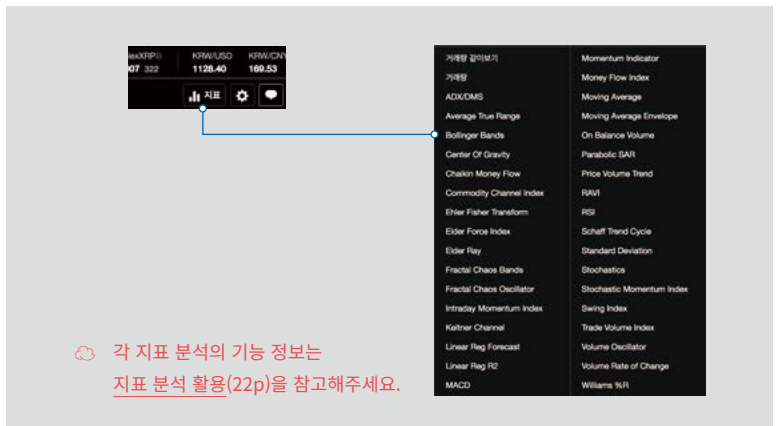 lexXRP
KRW/USD
KRW/CNY
07 322
1128.40
169.53
지표
거래량 같이보기
거래량
ADX/DMS
Average True Range
Bollinger Bands
Center Of Gravity
Chaikin Money Flow
Commodity Channel Index
Ehler Fisher Transform
Elder Force Index
Elder Ray
Fractal Chaos Bands
Fractal Chaos Oscillator
Intraday Momentum Index
Keltner Channel
Linear Reg Forecast
Linear Reg R2
MACD
Momentum Indicator
Money Flow Index
Moving Average
Moving Average Envelope
On Balance Volume
Parabolic SAR
Price Volume Trend
RAVI
RSI
Schaff Trend Cycle
Standard Deviation
Stochastios
Stochastic Momentum Index
Swing Index
Trade Volume Index
Volume Oscillator
Volume Rate of Change
Williams %R
각 지표 분석의 기능 정보는
지표 분석 활용(22p)을 참고해주세요.